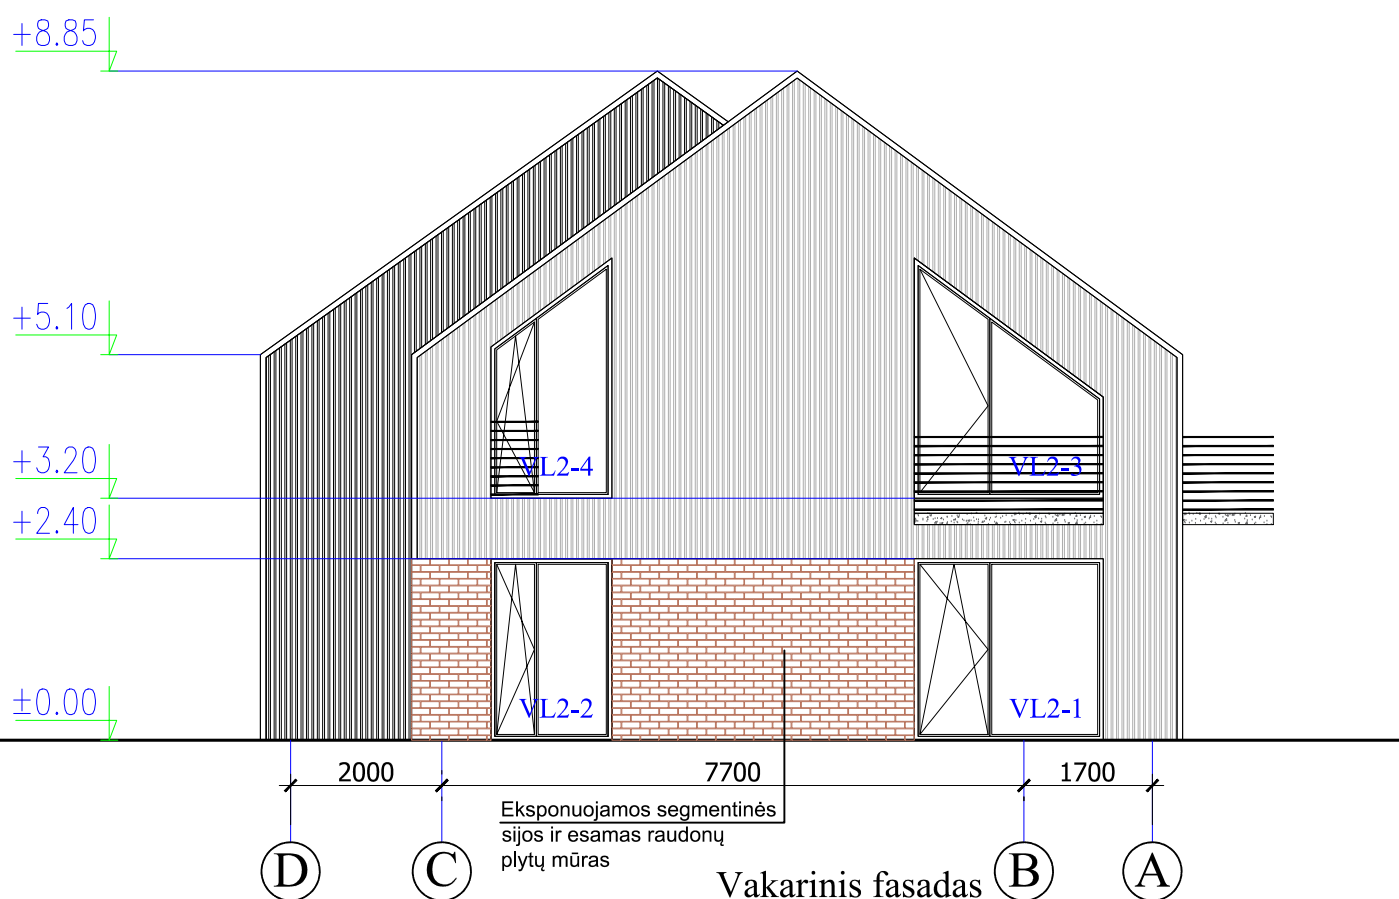 +8.85
+5.10
+3.20
+2.40
±0.00
VL2-4
VL2-3
VL2-2
VL2-1
2000
7700
1700
Eksponuojamos segmentinės
sijos ir esamas raudonų
plytų mūras
D
C
B
A
Vakarinis fasadas